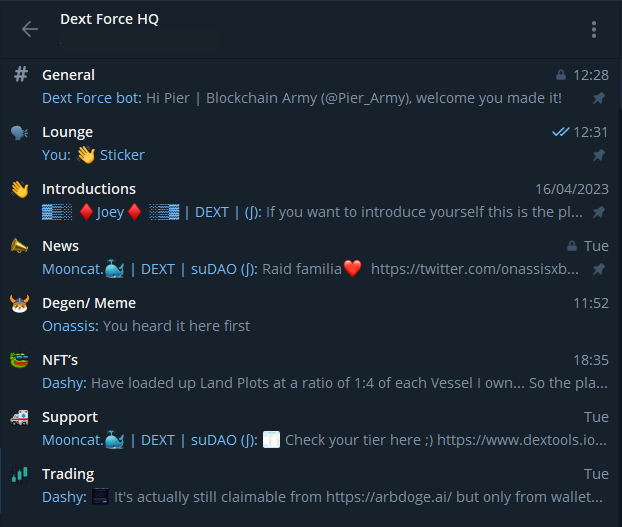 Dext Force HQ
# General 12:28
Dext Force bot: Hi Pier | Blockchain Army (@Pier_Army), welcome you made it!
Lounge 12:31
You: 👋 Sticker
Introductions 16/04/2023
▓▒░ ♦️Joey♦️ ░▒▓ | DEXT | (ʃ): If you want to introduce yourself this is the pl...
News Tue
Mooncat.🐳 | DEXT | suDAO (ʃ): Raid familia❤️ https://twitter.com/onassisxb...
Degen/ Meme 11:52
Onassis: You heard it here first
NFT’s 18:35
Dashy: Have loaded up Land Plots at a ratio of 1:4 of each Vessel I own... So the pla...
Support Tue
Mooncat.🐳 | DEXT | suDAO (ʃ): Check your tier here ;) https://www.dextools.io...
Trading Tue
Dashy: It's actually still claimable from https://arbdoge.ai/ but only from wallet...